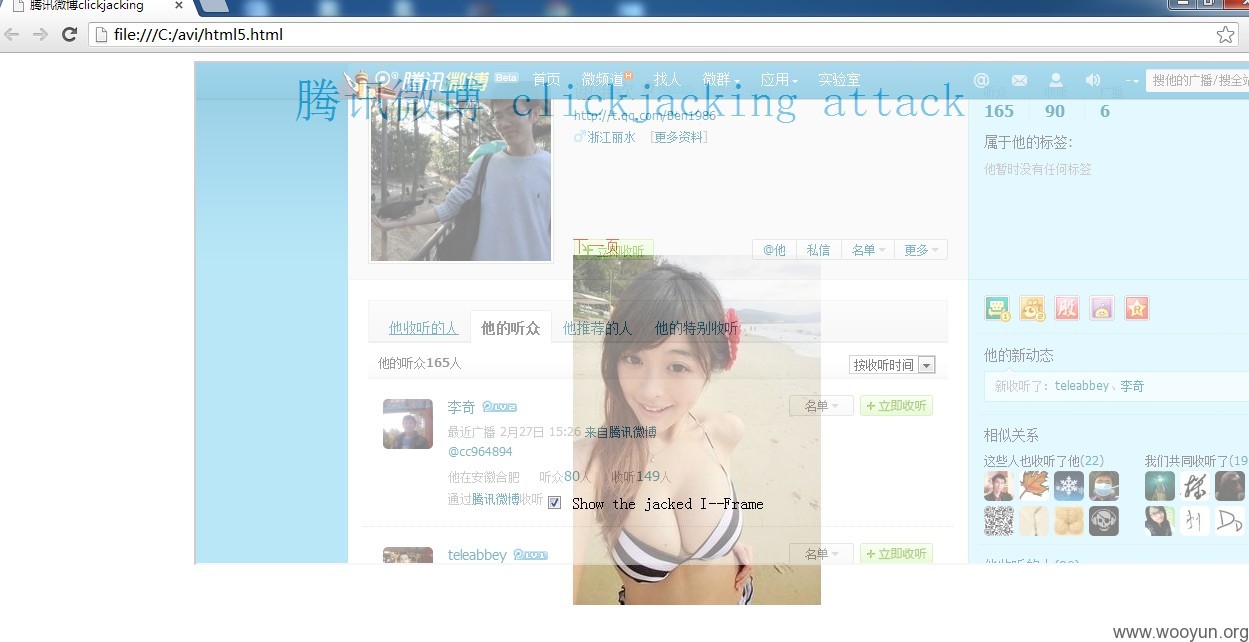 腾讯微博clickjacking
file:///C:/avi/html5.html
腾讯微博 Beta 首页 微频道 找人 微群 应用 实验室 搜他的广播/搜全站
腾讯微博 clickjacking attack
165 90 6
http://t.qq.com/Ben1986
浙江丽水 [更多资料]
属于他的标签:
他暂时没有任何标签
下一页
+立即收听 @他 私信 名单 更多
他收听的人 他的听众 他推荐的人 他的特别收听
他的听众165人 按收听时间
他的新动态
新收听了: teleabbey、李奇
李奇 名单 +立即收听
最近广播 2月27日 15:26 来自腾讯微博
@cc964894
他在安徽合肥 听众80人 收听149人
通过腾讯微博收听
Show the jacked I--Frame
相似关系
这些人也收听了他(22) 我们共同收听了(19
teleabbey 名单 +立即收听
www.wooyun.org